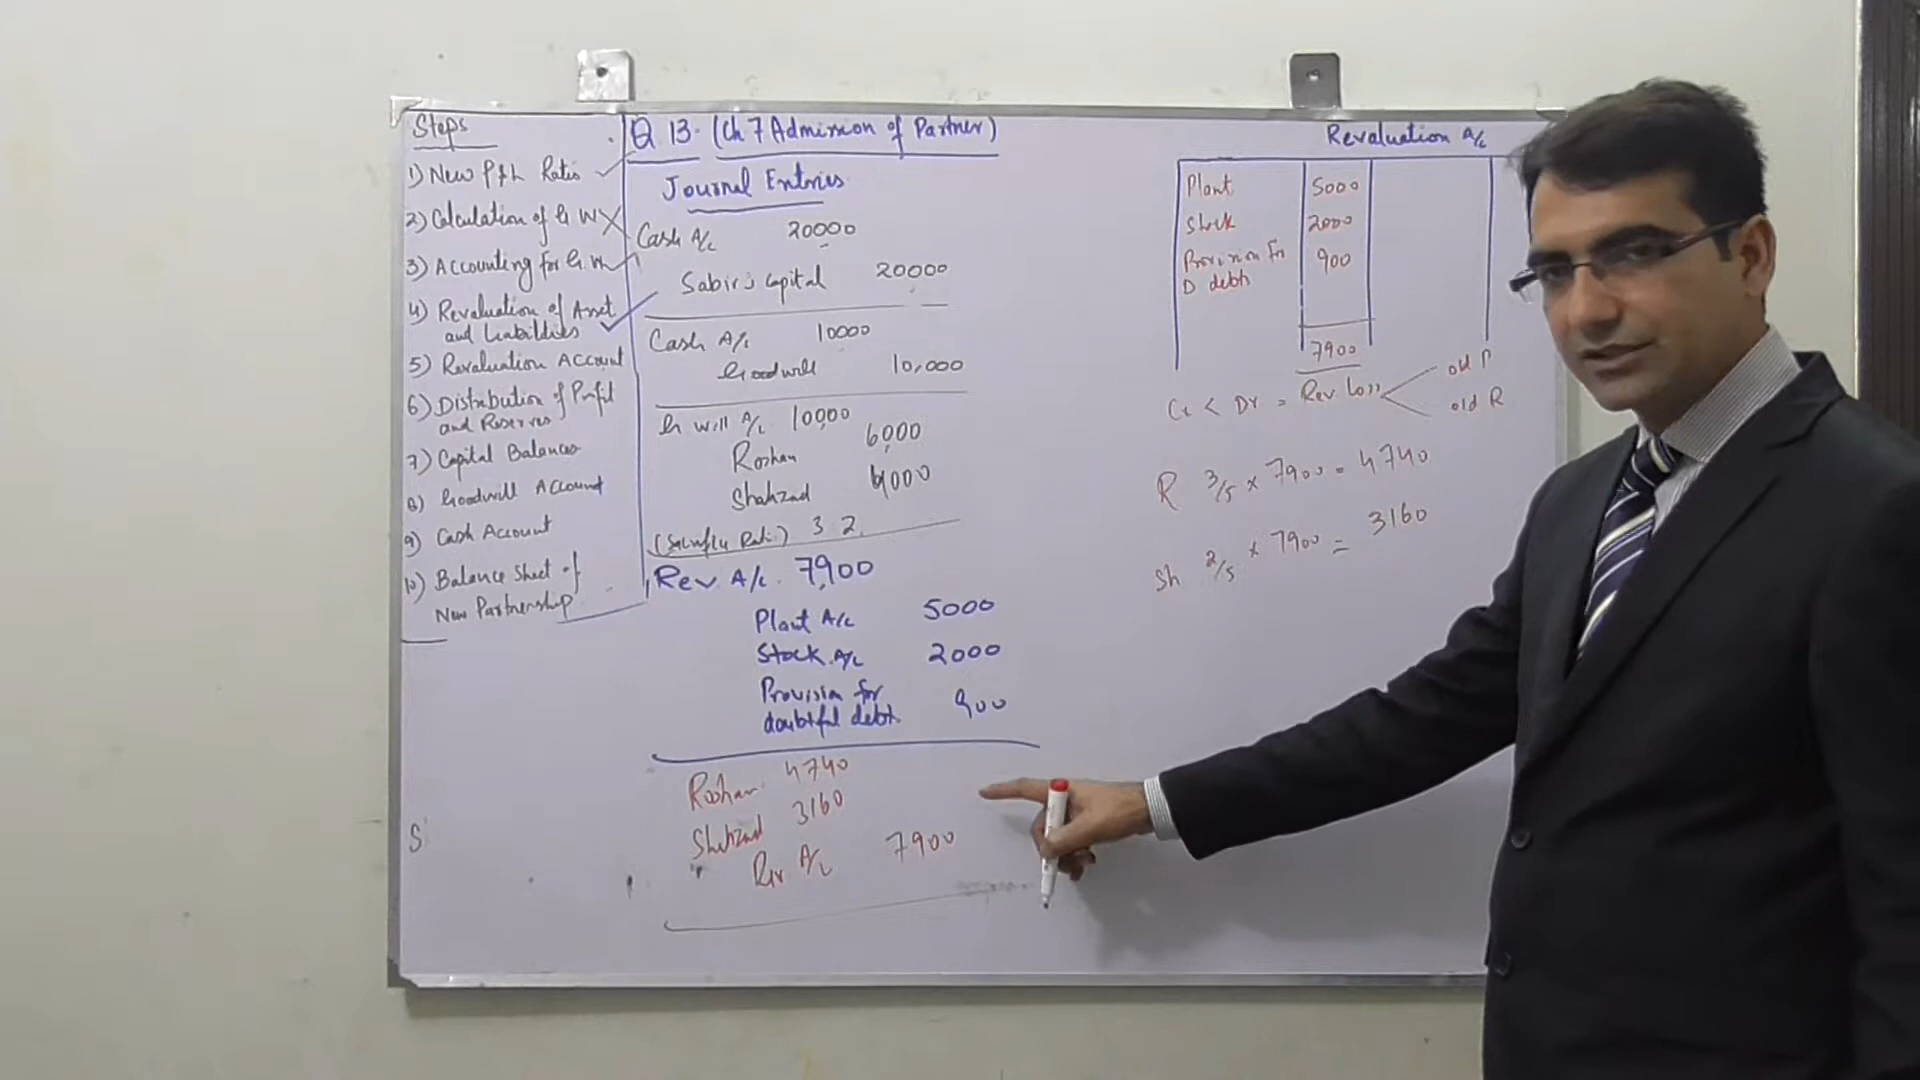 Steps
1) New P & L Ratio
2) Calculation of G W
3) Accounting for G.W
4) Revaluation of Asset
and Liabilities
5) Revaluation Account
6) Distribution of Profit
and Reserves
7) Capital Balances
8) Goodwill Account
9) Cash Account
10) Balance Sheet of
New Partnership
S
Q 13. (Ch 7 Admission of Partner)
Journal Entries
Cash A/c 20000
Sabir's Capital 20000
Cash A/c 10000
Goodwill 10,000
G will A/c 10,000
Roshan 6000
Shahzad 4000
(Sacrifice Ratio) 3:2
Rev A/c 7900
Plant A/c 5000
Stock A/c 2000
Provision for
doubtful debt 900
Roshan 4740
Shahzad 3160
Rev A/c 7900
Revaluation A/c
Plant 5000
Stock 2000
Provision For 900
D debts
7900
Cr < Dr = Rev Loss
old P
old R
R 3/5 × 7900 = 4740
Sh 2/5 × 7900 = 3160